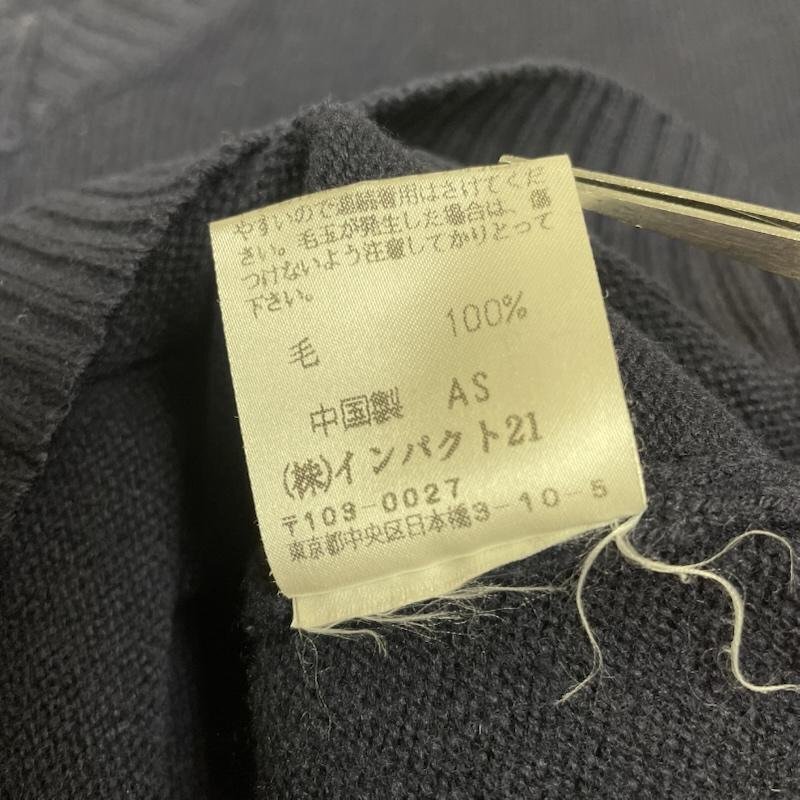 やすいので連続着用はさけてくだ
さい。毛玉が発生した場合は、傷
つけないよう注意してかりとって
下さい。
毛 100%
中国製 AS
(株)インパクト21
〒103-0027
東京都中央区日本橋3-10-5